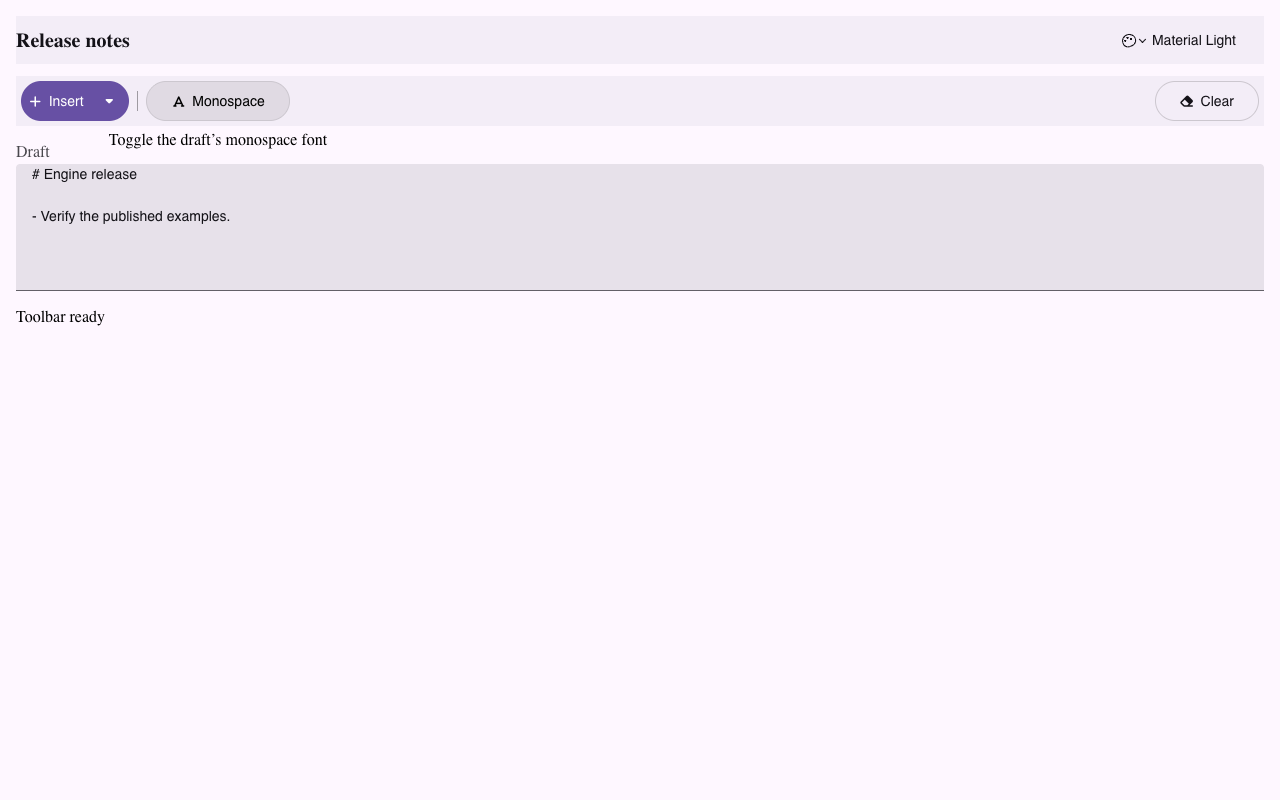 Release notes
Material Light
Insert
Monospace
Clear
Toggle the draft’s monospace font
Draft
# Engine release
- Verify the published examples.
Toolbar ready